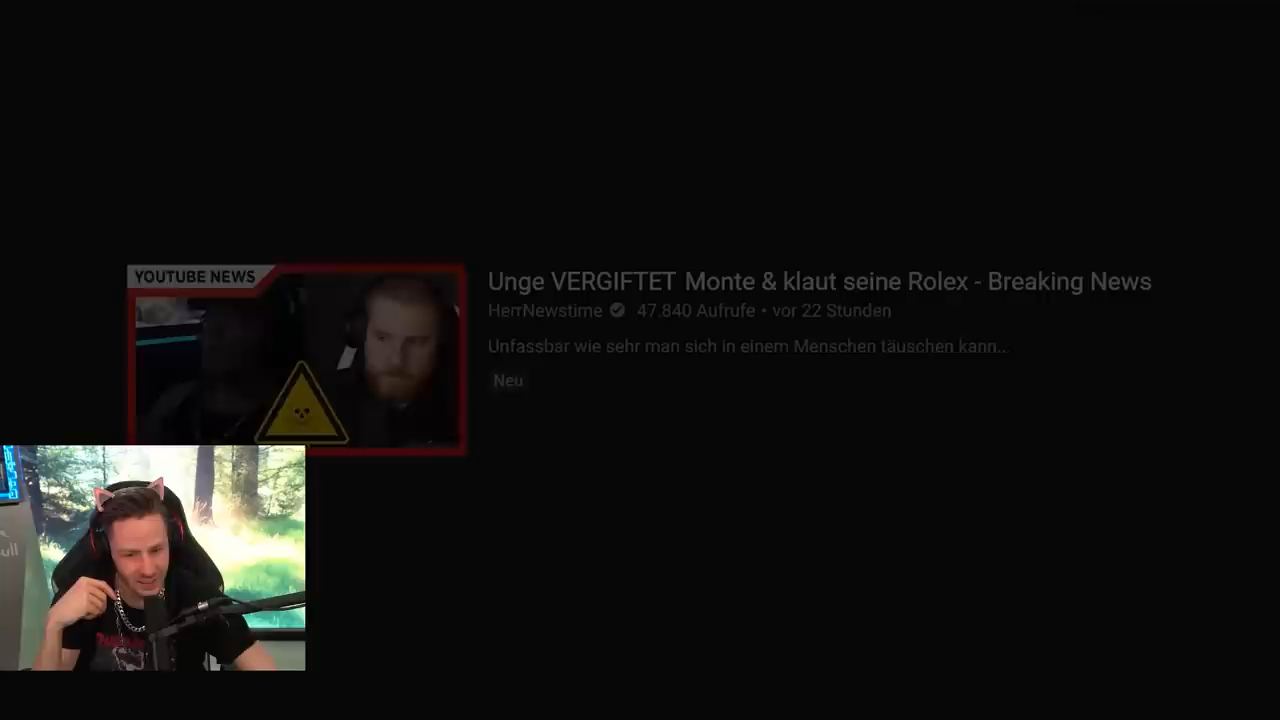 YOUTUBE NEWS
Unge VERGIFTET Monte & klaut seine Rolex - Breaking News
HerrNewstime 47.840 Aufrufe • vor 22 Stunden
Unfassbar wie sehr man sich in einem Menschen täuschen kann...
Neu